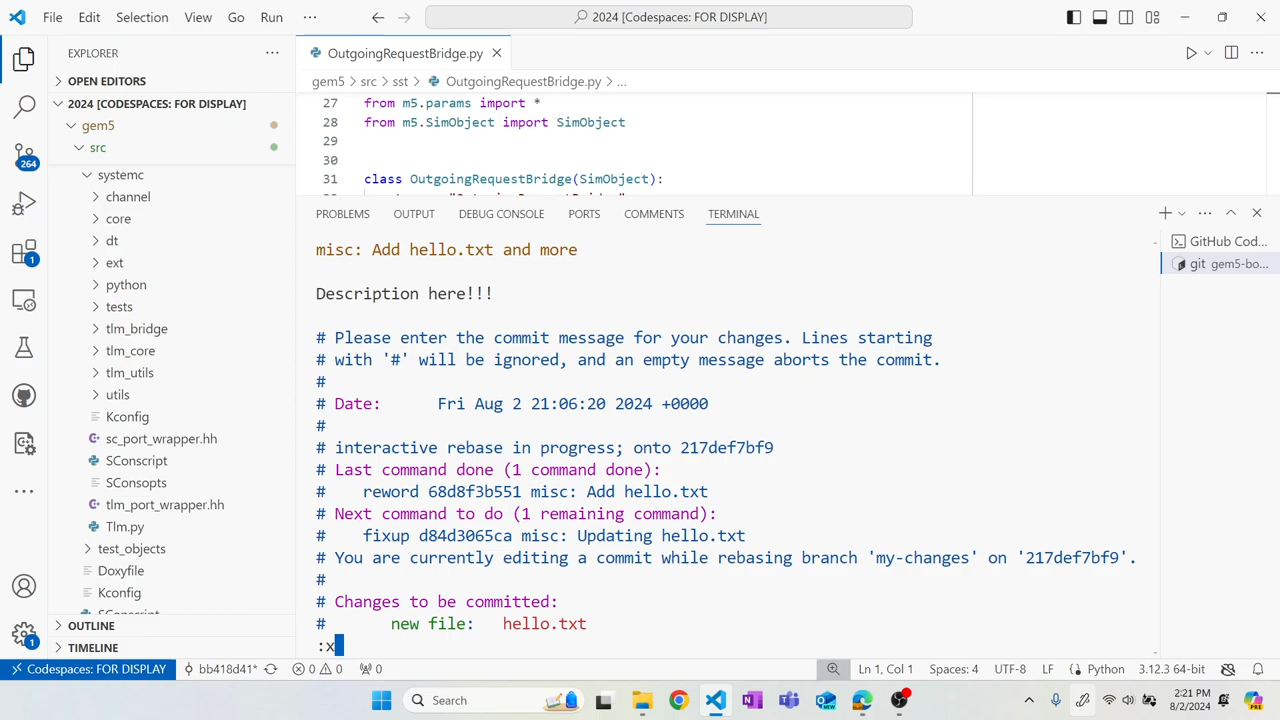 File Edit Selection View Go Run
2024 [Codespaces: FOR DISPLAY]
EXPLORER
OPEN EDITORS
2024 [CODESPACES: FOR DISPLAY]
gem5
src
systemc
channel
core
dt
ext
python
tests
tlm_bridge
tlm_core
tlm_utils
utils
Kconfig
sc_port_wrapper.hh
SConscript
SConsopts
tlm_port_wrapper.hh
Tlm.py
test_objects
Doxyfile
Kconfig
SConscript
OUTLINE
TIMELINE
264
1
1
OutgoingRequestBridge.py
gem5 > src > sst > OutgoingRequestBridge.py > ...
27 from m5.params import *
28 from m5.SimObject import SimObject
29
30
31 class OutgoingRequestBridge(SimObject):
PROBLEMS OUTPUT DEBUG CONSOLE PORTS COMMENTS TERMINAL
GitHub Cod...
git gem5-bo...
misc: Add hello.txt and more
Description here!!!
# Please enter the commit message for your changes. Lines starting
# with '#' will be ignored, and an empty message aborts the commit.
#
# Date:      Fri Aug 2 21:06:20 2024 +0000
#
# interactive rebase in progress; onto 217def7bf9
# Last command done (1 command done):
#    reword 68d8f3b551 misc: Add hello.txt
# Next command to do (1 remaining command):
#    fixup d84d3065ca misc: Updating hello.txt
# You are currently editing a commit while rebasing branch 'my-changes' on '217def7bf9'.
#
# Changes to be committed:
#       new file:   hello.txt
:x
Codespaces: FOR DISPLAY bb418d41* 0 0 0 Ln 1, Col 1 Spaces: 4 UTF-8 LF Python 3.12.3 64-bit
Search
2:21 PM
8/2/2024